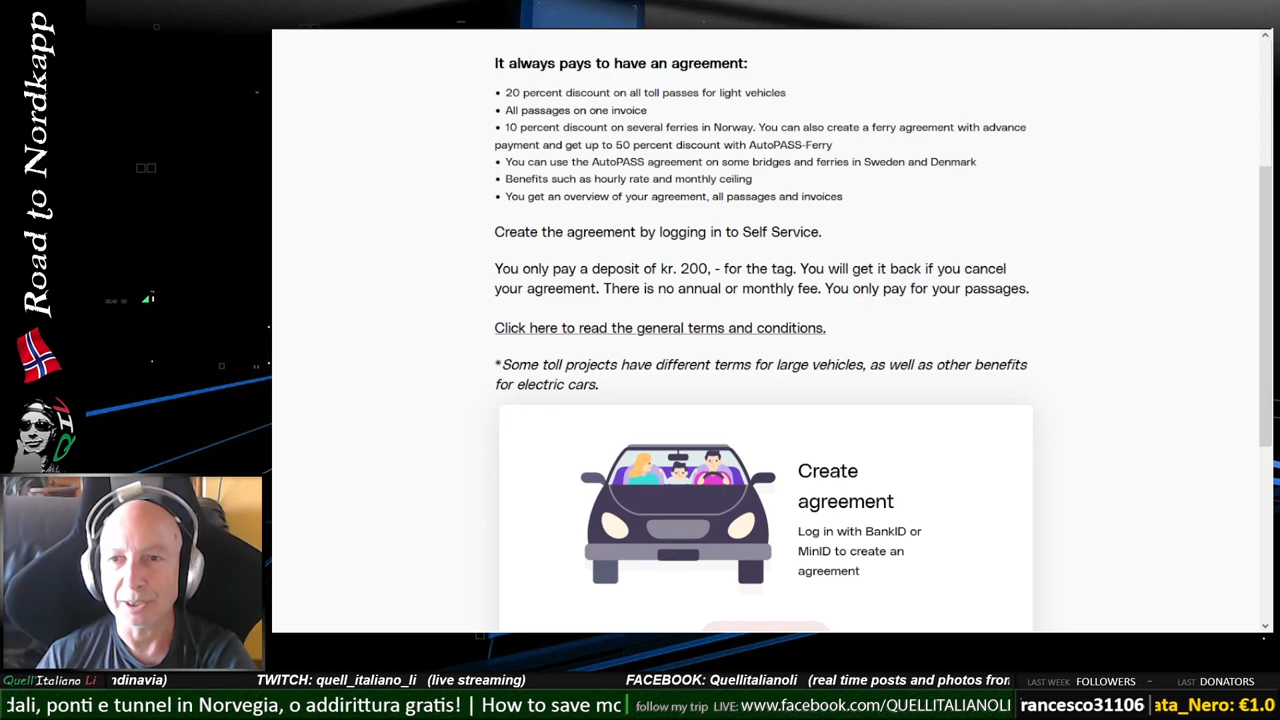 Road to Nordkapp
QIL
It always pays to have an agreement:
• 20 percent discount on all toll passes for light vehicles
• All passages on one invoice
• 10 percent discount on several ferries in Norway. You can also create a ferry agreement with advance
payment and get up to 50 percent discount with AutoPASS-Ferry
• You can use the AutoPASS agreement on some bridges and ferries in Sweden and Denmark
• Benefits such as hourly rate and monthly ceiling
• You get an overview of your agreement, all passages and invoices
Create the agreement by logging in to Self Service.
You only pay a deposit of kr. 200, - for the tag. You will get it back if you cancel
your agreement. There is no annual or monthly fee. You only pay for your passages.
Click here to read the general terms and conditions.
*Some toll projects have different terms for large vehicles, as well as other benefits
for electric cars.
Create
agreement
Log in with BankID or
MinID to create an
agreement
Quell'Italiano Li
ndinavia) TWITCH: quell_italiano_li (live streaming) FACEBOOK: Quellitalianoli (real time posts and photos from
LAST WEEK FOLLOWERS - LAST DONATORS
dali, ponti e tunnel in Norvegia, o addirittura gratis! | How to save mo
follow my trip LIVE: www.facebook.com/QUELLITALIANOLI
rancesco31106
ata_Nero: €1.0